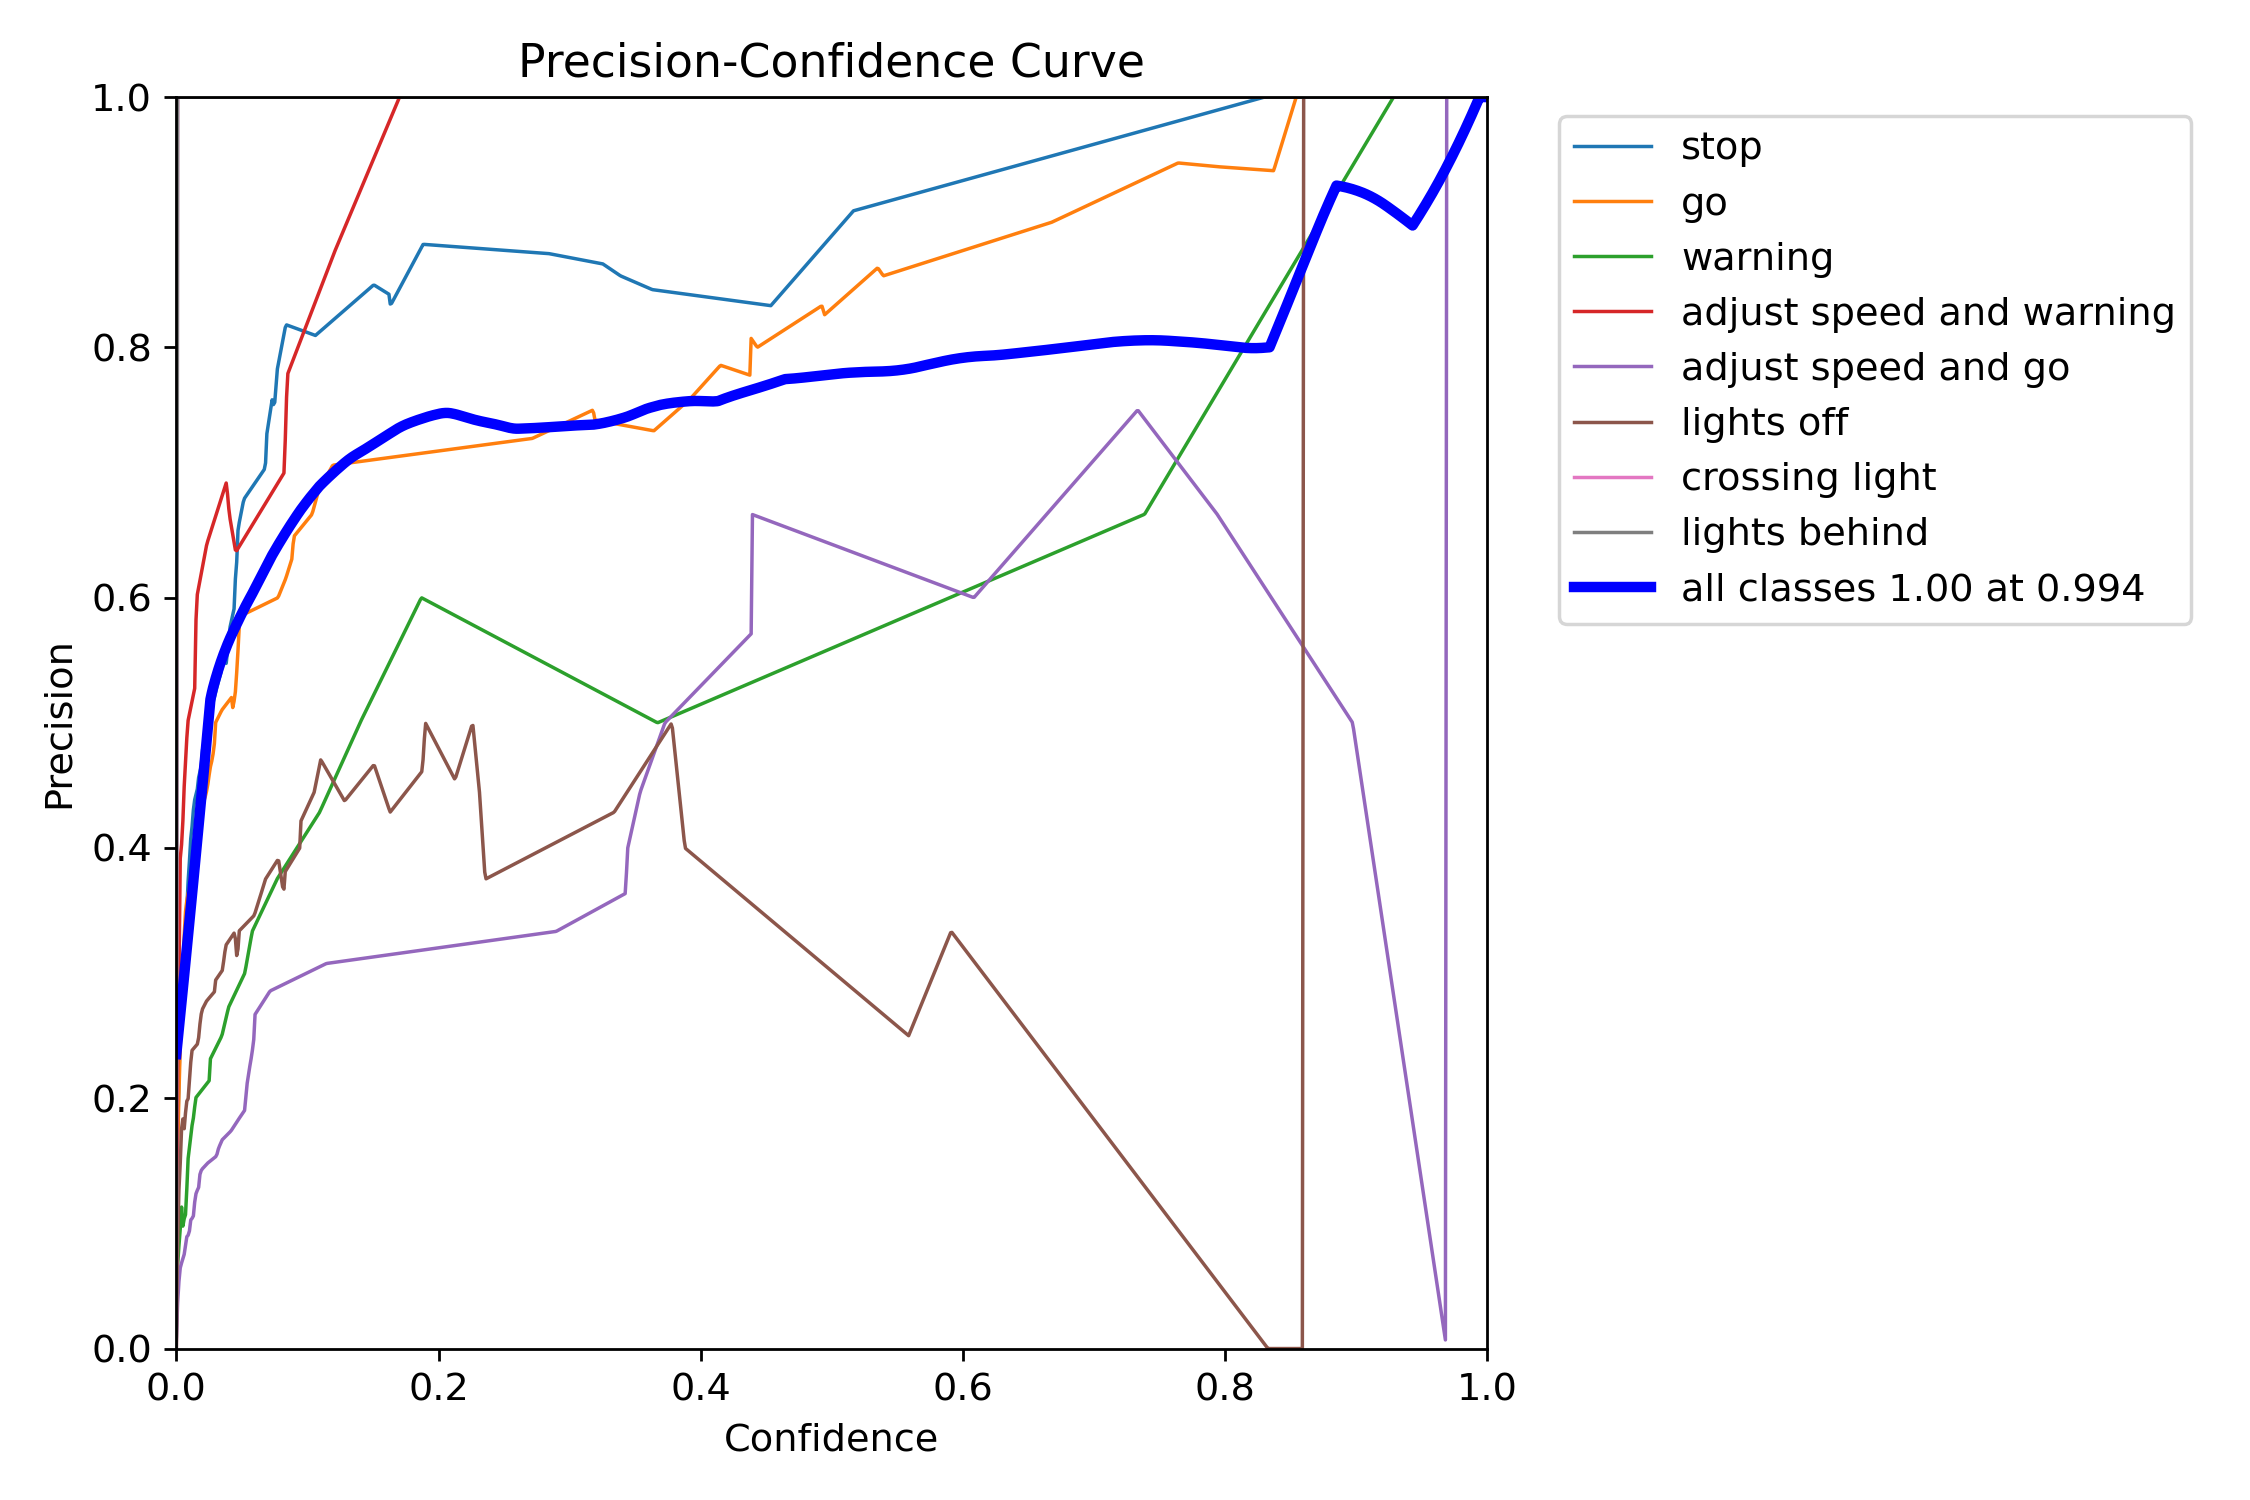 Precision-Confidence Curve
1.0
0.8
0.6
0.4
0.2
0.0
Precision
0.0 0.2 0.4 0.6 0.8 1.0
Confidence
stop
go
warning
adjust speed and warning
adjust speed and go
lights off
crossing light
lights behind
all classes 1.00 at 0.994